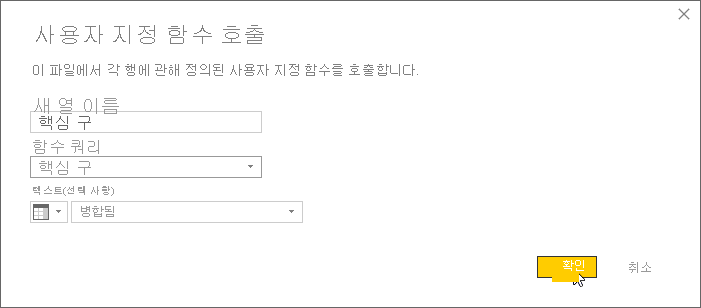 사용자 지정 함수 호출
이 파일에서 각 행에 관해 정의된 사용자 지정 함수를 호출합니다.
새 열 이름
핵심 구
함수 쿼리
핵심 구
텍스트(선택 사항)
병합됨
확인
취소